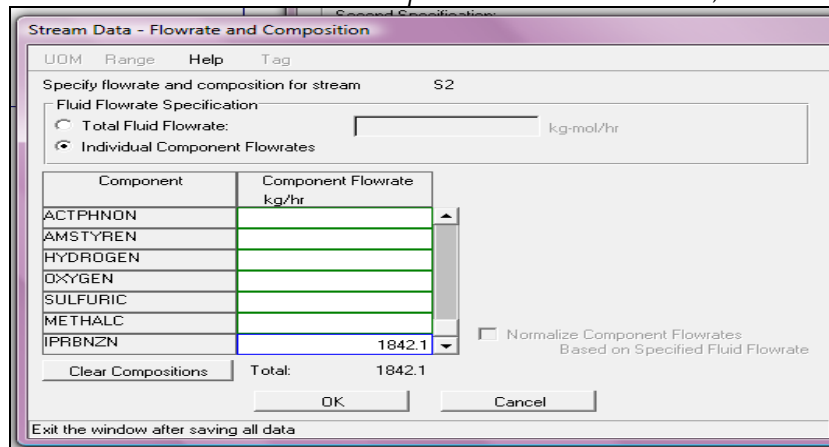 Second Specification:
Stream Data - Flowrate and Composition
UOM Range Help Tag
Specify flowrate and composition for stream S2
Fluid Flowrate Specification
Total Fluid Flowrate: kg-mol/hr
Individual Component Flowrates
Component Component Flowrate
kg/hr
ACTPHNON
AMSTYREN
HYDROGEN
OXYGEN
SULFURIC
METHALC
IPRBNZN 1842.1
Normalize Component Flowrates
Based on Specified Fluid Flowrate
Clear Compositions Total: 1842.1
OK Cancel
Exit the window after saving all data